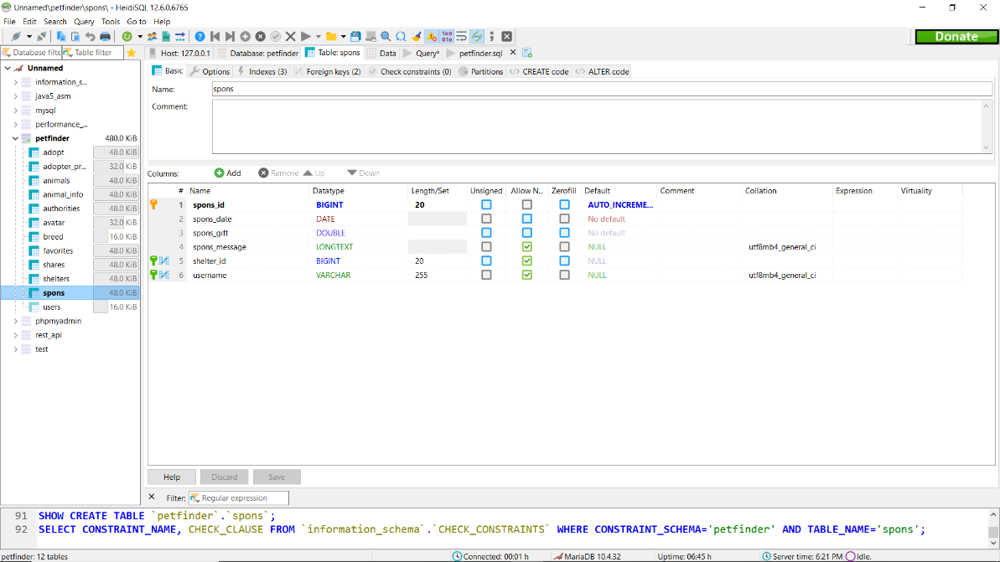 Unnamed\petfinder\spons\ - HeidiSQL 12.6.0.6765
File Edit Search Query Tools Go to Help
Donate
Database filte Table filter
Host: 127.0.0.1 Database: petfinder Table: spons Data Query* petfinder.sql
Unnamed
information_s...
java5_asm
mysql
performance_...
petfinder 480.0 KiB
adopt 48.0 KiB
adopter_pr... 32.0 KiB
animals 48.0 KiB
animal_info 48.0 KiB
authorities 48.0 KiB
avatar 32.0 KiB
breed 16.0 KiB
favorites 48.0 KiB
shares 48.0 KiB
shelters 48.0 KiB
spons 48.0 KiB
users 16.0 KiB
phpmyadmin
rest_api
test
Basic Options Indexes (3) Foreign keys (2) Check constraints (0) Partitions CREATE code ALTER code
Name: spons
Comment:
Columns: Add Remove Up Down
# Name Datatype Length/Set Unsigned Allow N... Zerofill Default Comment Collation Expression Virtuality
1 spons_id BIGINT 20 AUTO_INCREME...
2 spons_date DATE No default
3 spons_gift DOUBLE No default
4 spons_message LONGTEXT NULL utf8mb4_general_ci
5 shelter_id BIGINT 20 NULL
6 username VARCHAR 255 NULL utf8mb4_general_ci
Help Discard Save
Filter: Regular expression
91 SHOW CREATE TABLE `petfinder`.`spons`;
92 SELECT CONSTRAINT_NAME, CHECK_CLAUSE FROM `information_schema`.`CHECK_CONSTRAINTS` WHERE CONSTRAINT_SCHEMA='petfinder' AND TABLE_NAME='spons';
petfinder: 12 tables Connected: 00:01 h MariaDB 10.4.32 Uptime: 06:45 h Server time: 6:21 PM Idle.